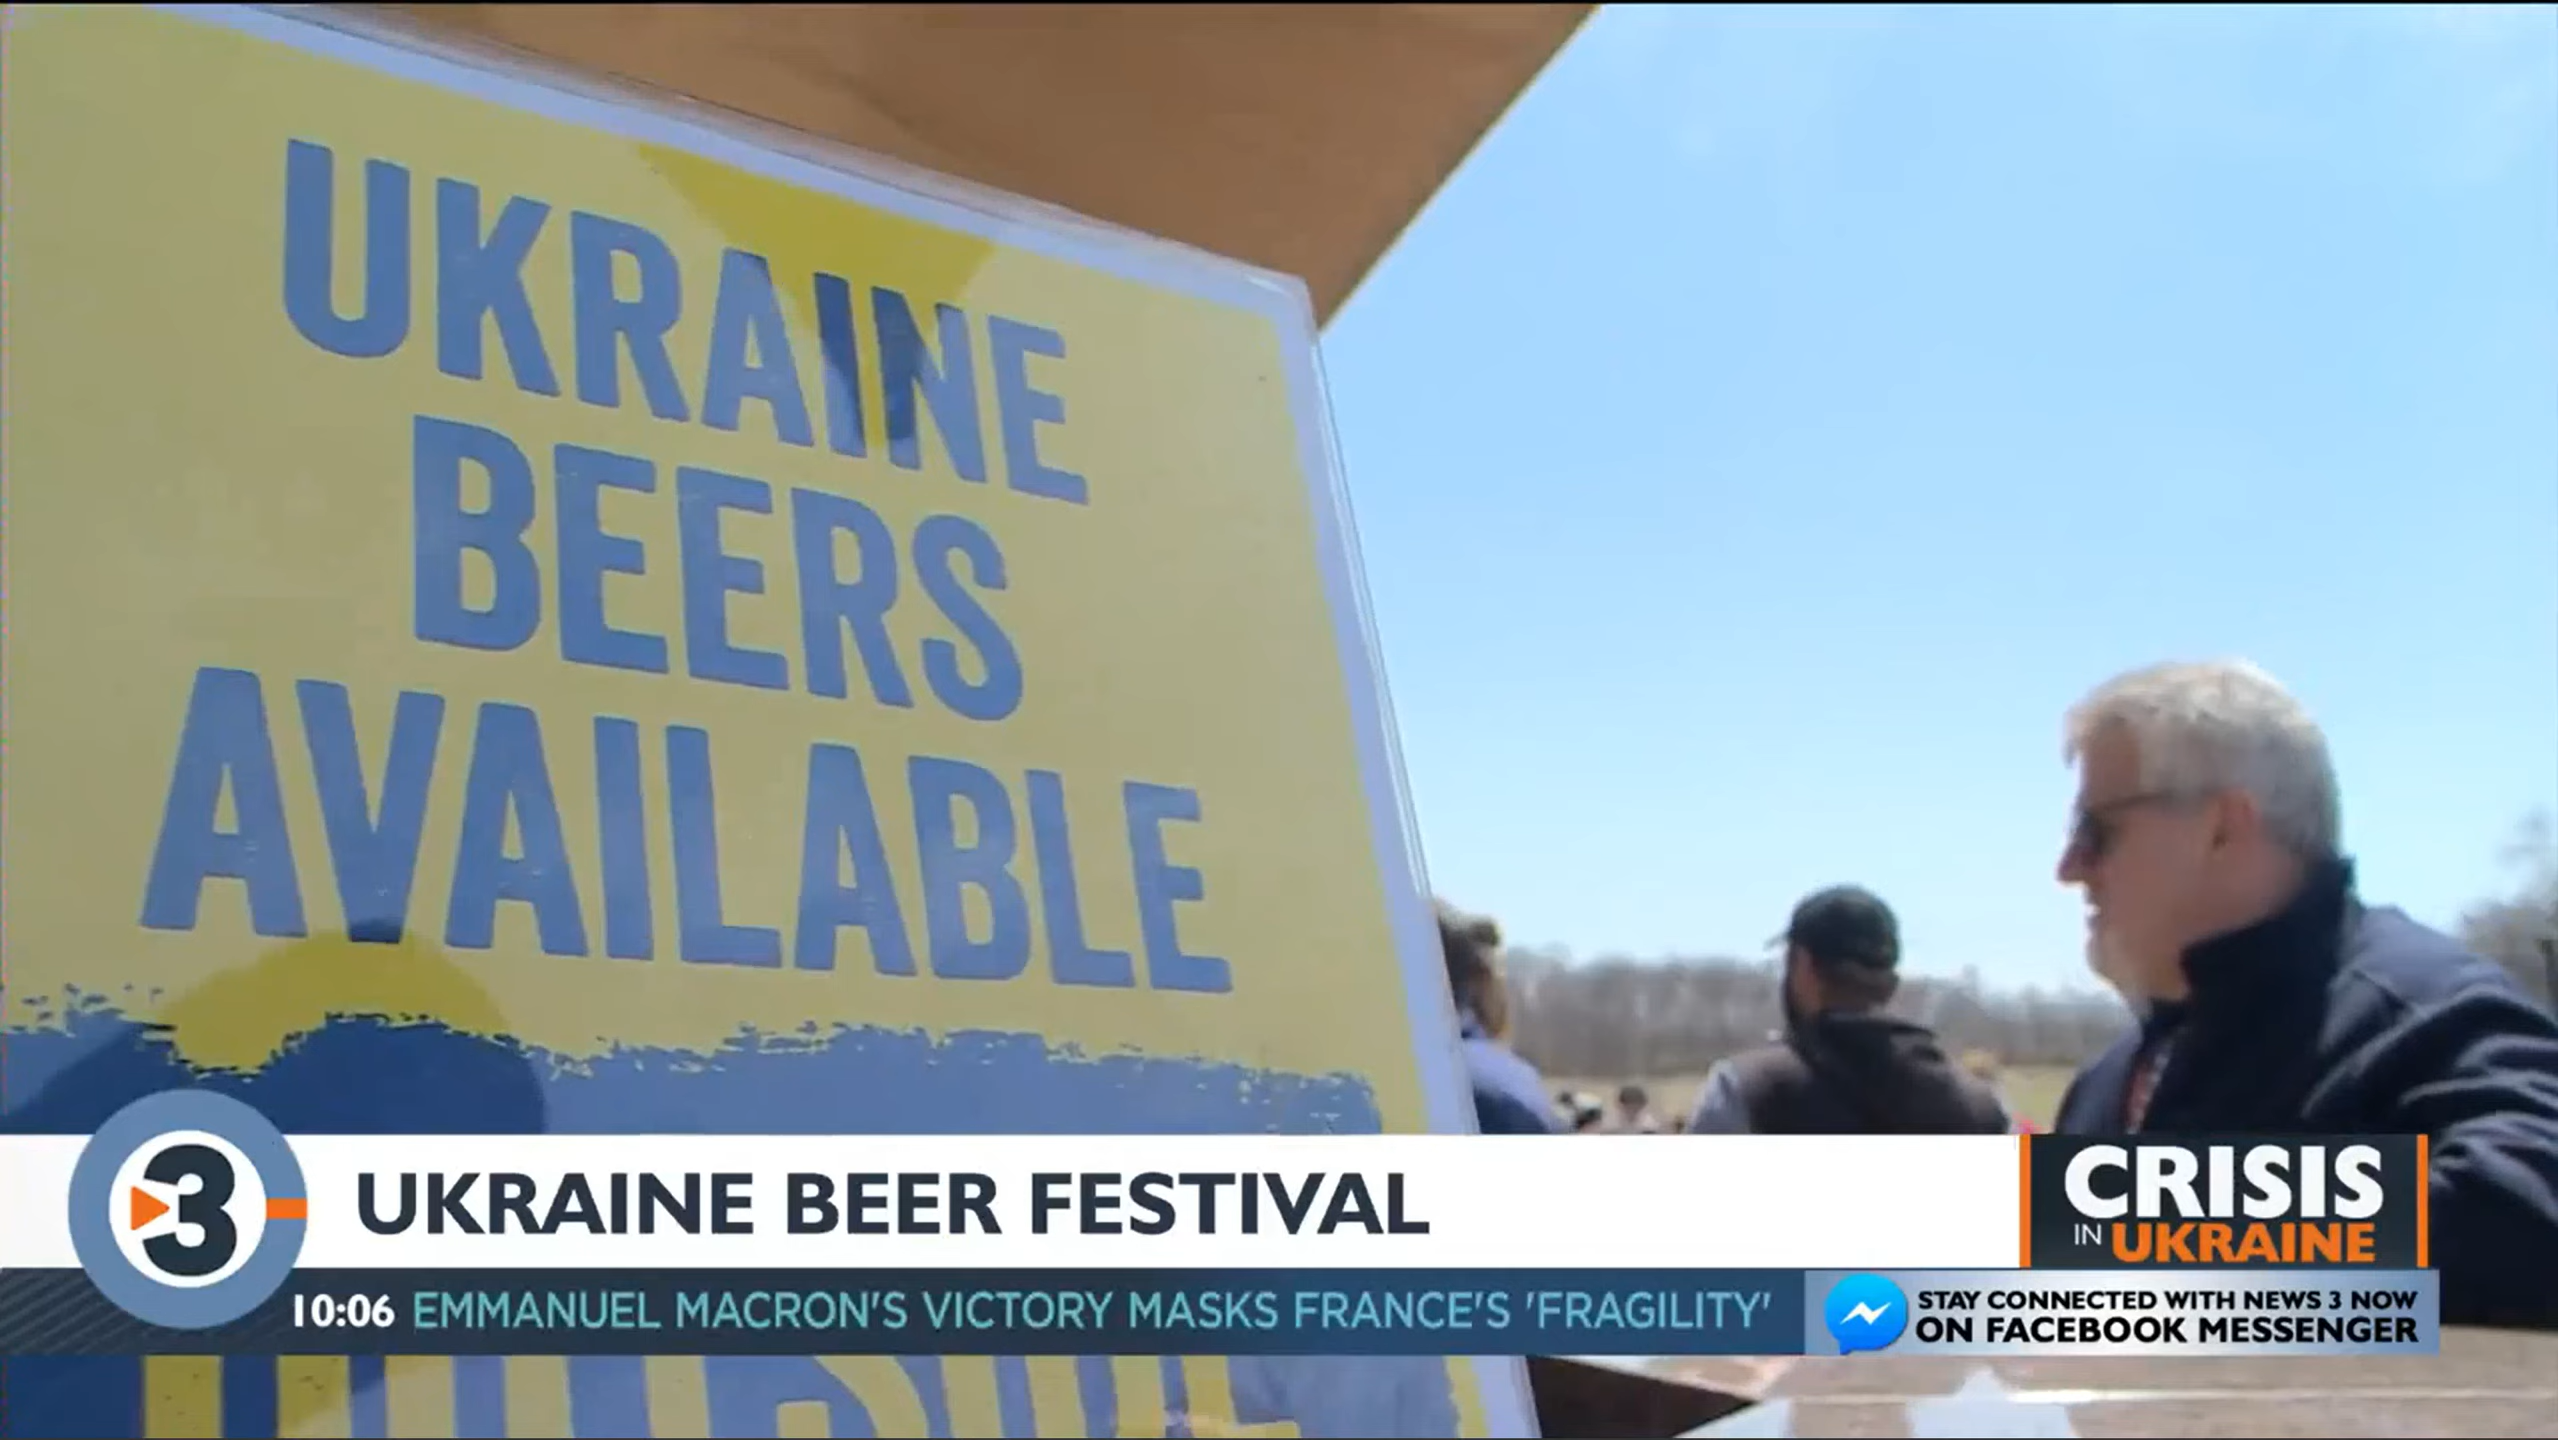 UKRAINE
BEERS
AVAILABLE
3
UKRAINE BEER FESTIVAL
CRISIS
IN UKRAINE
10:06 EMMANUEL MACRON'S VICTORY MASKS FRANCE'S 'FRAGILITY'
STAY CONNECTED WITH NEWS 3 NOW
ON FACEBOOK MESSENGER